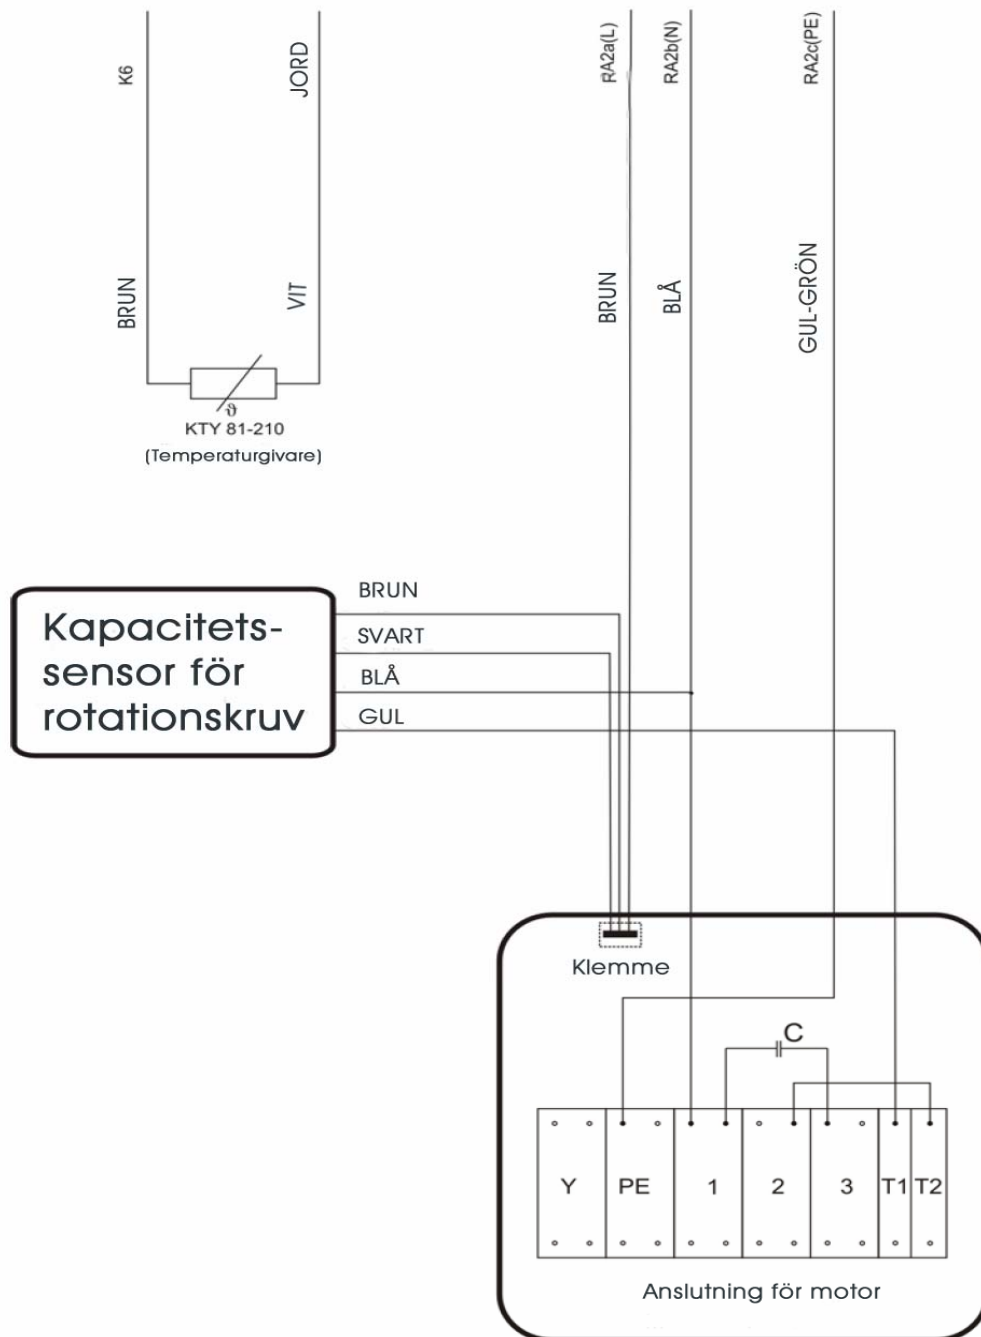 K6
JORD
RA2a(L)
RA2b(N)
RA2c(PE)
BRUN
VIT
BRUN
BLÅ
GUL-GRÖN
ϑ
KTY 81-210
(Temperaturgivare)
Kapacitets-
sensor för
rotationskruv
BRUN
SVART
BLÅ
GUL
Klemme
C
Y PE 1 2 3 T1 T2
Anslutning för motor